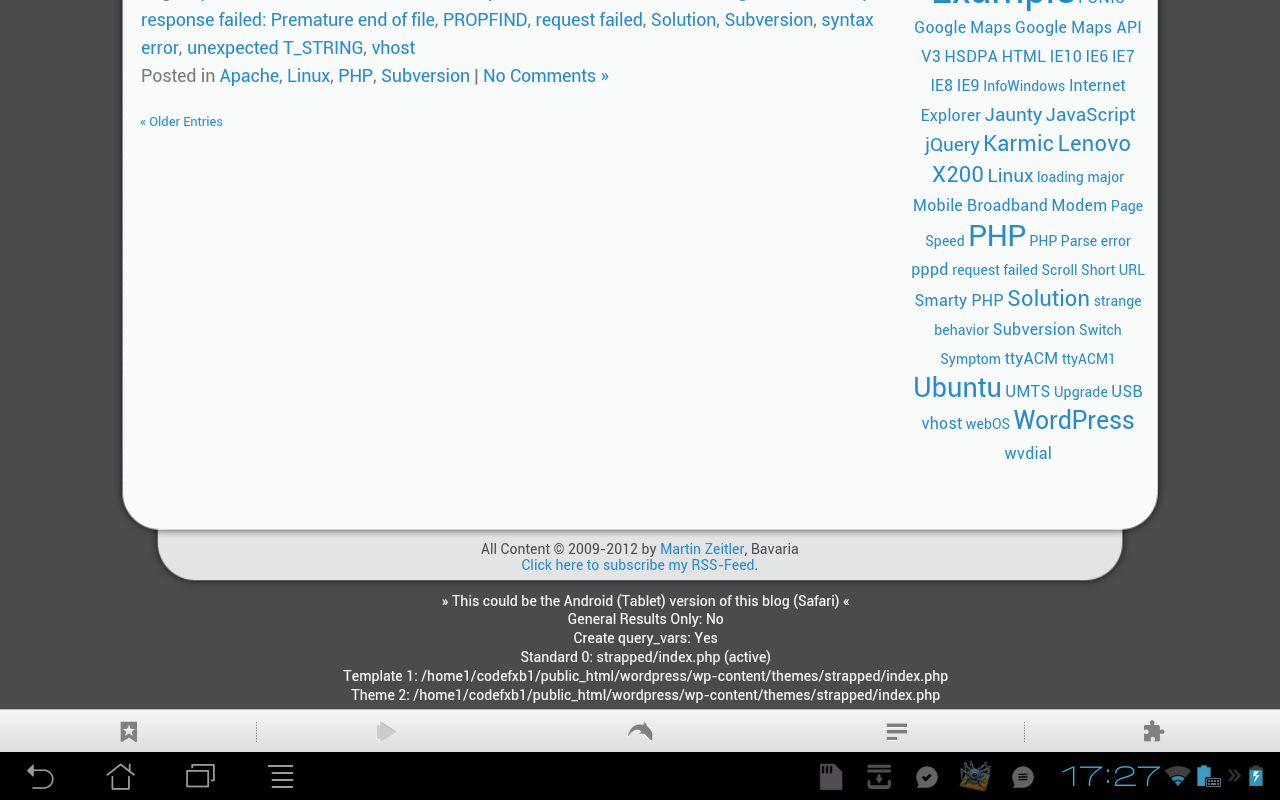 response failed: Premature end of file, PROPFIND, request failed, Solution, Subversion, syntax
error, unexpected T_STRING, vhost
Posted in Apache, Linux, PHP, Subversion | No Comments »
« Older Entries
Google Maps Google Maps API
V3 HSDPA HTML IE10 IE6 IE7
IE8 IE9 InfoWindows Internet
Explorer Jaunty JavaScript
jQuery Karmic Lenovo
X200 Linux loading major
Mobile Broadband Modem Page
Speed PHP PHP Parse error
pppd request failed Scroll Short URL
Smarty PHP Solution strange
behavior Subversion Switch
Symptom ttyACM ttyACM1
Ubuntu UMTS Upgrade USB
vhost webOS WordPress
wvdial
All Content © 2009-2012 by Martin Zeitler, Bavaria
Click here to subscribe my RSS-Feed.
» This could be the Android (Tablet) version of this blog (Safari) «
General Results Only: No
Create query_vars: Yes
Standard 0: strapped/index.php (active)
Template 1: /home1/codefxb1/public_html/wordpress/wp-content/themes/strapped/index.php
Theme 2: /home1/codefxb1/public_html/wordpress/wp-content/themes/strapped/index.php
17:27